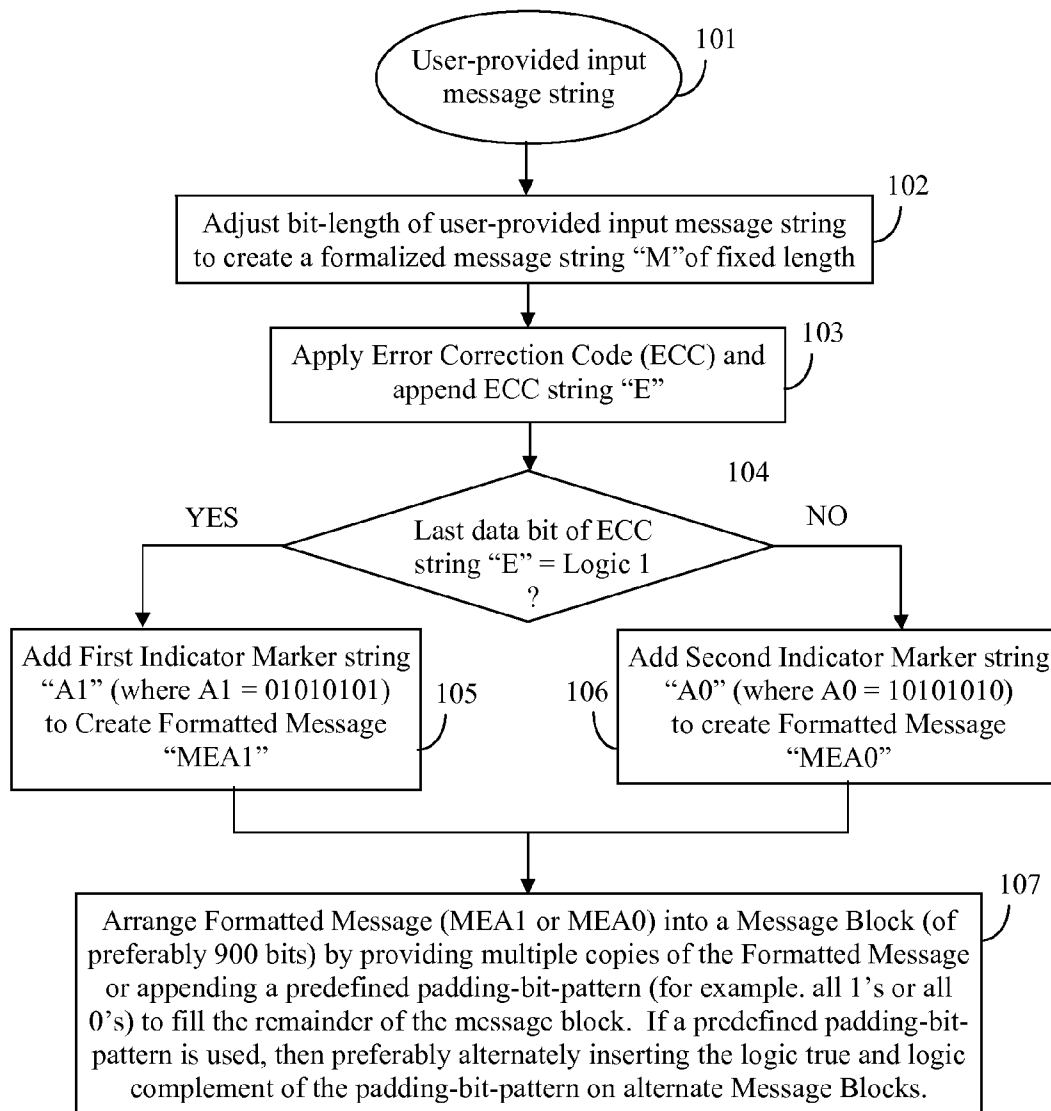 101
User-provided input
message string
102
Adjust bit-length of user-provided input message string
to create a formalized message string “M”of fixed length
103
Apply Error Correction Code (ECC) and
append ECC string “E”
104
YES
NO
Last data bit of ECC
string “E” = Logic 1
?
Add First Indicator Marker string
“A1” (where A1 = 01010101)
to Create Formatted Message
“MEA1”
105
106
Add Second Indicator Marker string
“A0” (where A0 = 10101010)
to create Formatted Message
“MEA0”
107
Arrange Formatted Message (MEA1 or MEA0) into a Message Block (of
preferably 900 bits) by providing multiple copies of the Formatted Message
or appending a predefined padding-bit-pattern (for example. all 1’s or all
0’s) to fill the remainder of the message block. If a predefined padding-bit-
pattern is used, then preferably alternately inserting the logic true and logic
complement of the padding-bit-pattern on alternate Message Blocks.